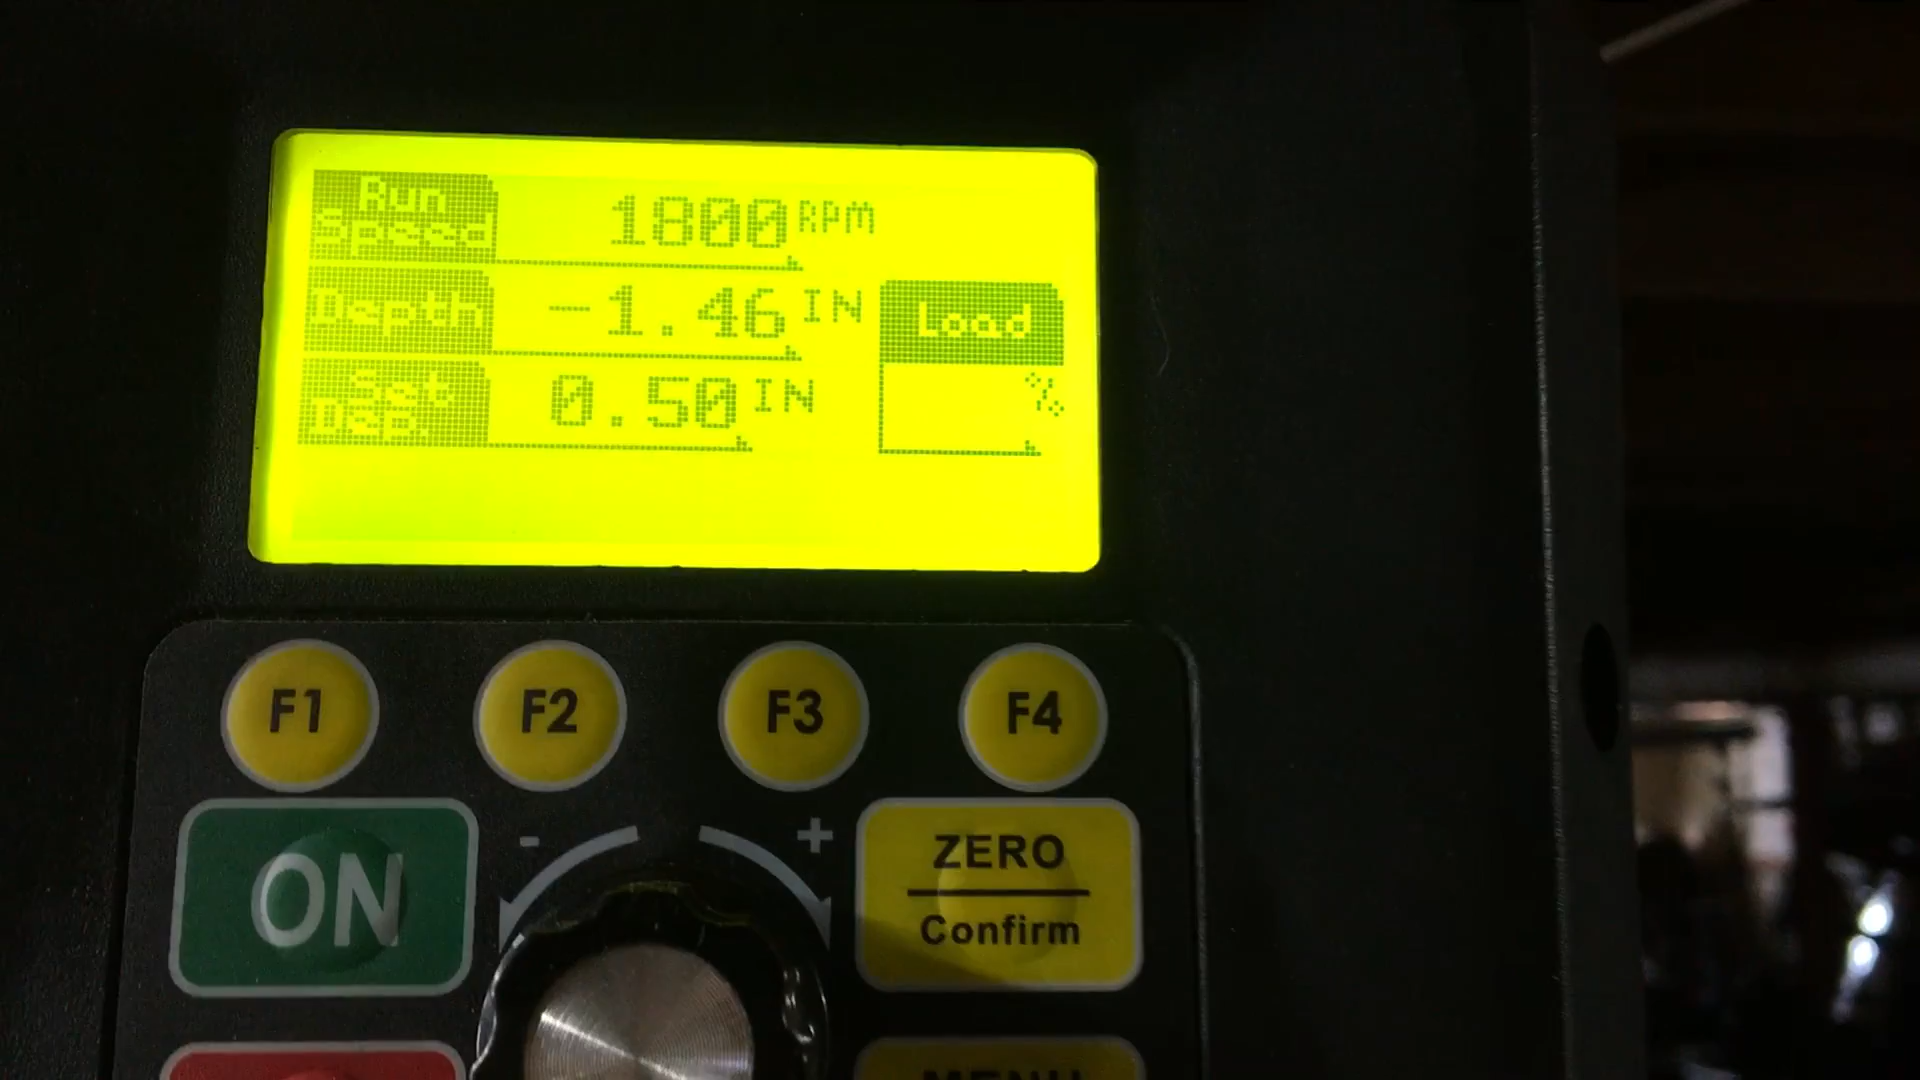 Run
Speed 1800 RPM
Depth -1.46 IN
Load
Set
DEP. 0.50 IN
%
F1 F2 F3 F4
ON
- +
ZERO
Confirm
MENU